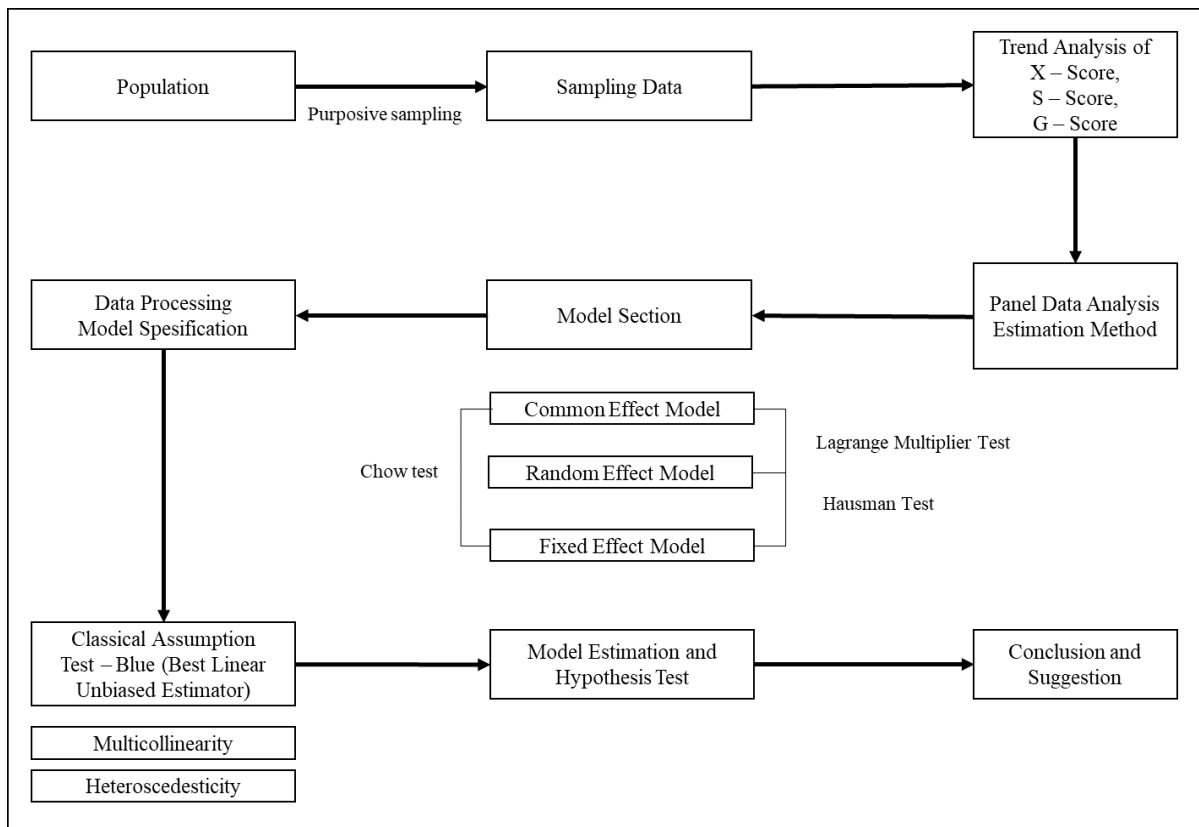 Population
Purposive sampling
Sampling Data
Trend Analysis of
X – Score,
S – Score,
G – Score
Panel Data Analysis
Estimation Method
Model Section
Data Processing
Model Spesification
Common Effect Model
Random Effect Model
Fixed Effect Model
Chow test
Lagrange Multiplier Test
Hausman Test
Classical Assumption
Test – Blue (Best Linear
Unbiased Estimator)
Multicollinearity
Heteroscedesticity
Model Estimation and
Hypothesis Test
Conclusion and
Suggestion